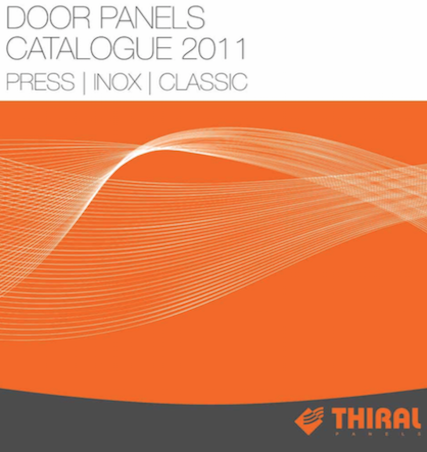 DOOR PANELS
CATALOGUE 2011
PRESS | INOX | CLASSIC
THIRAL
PANELS